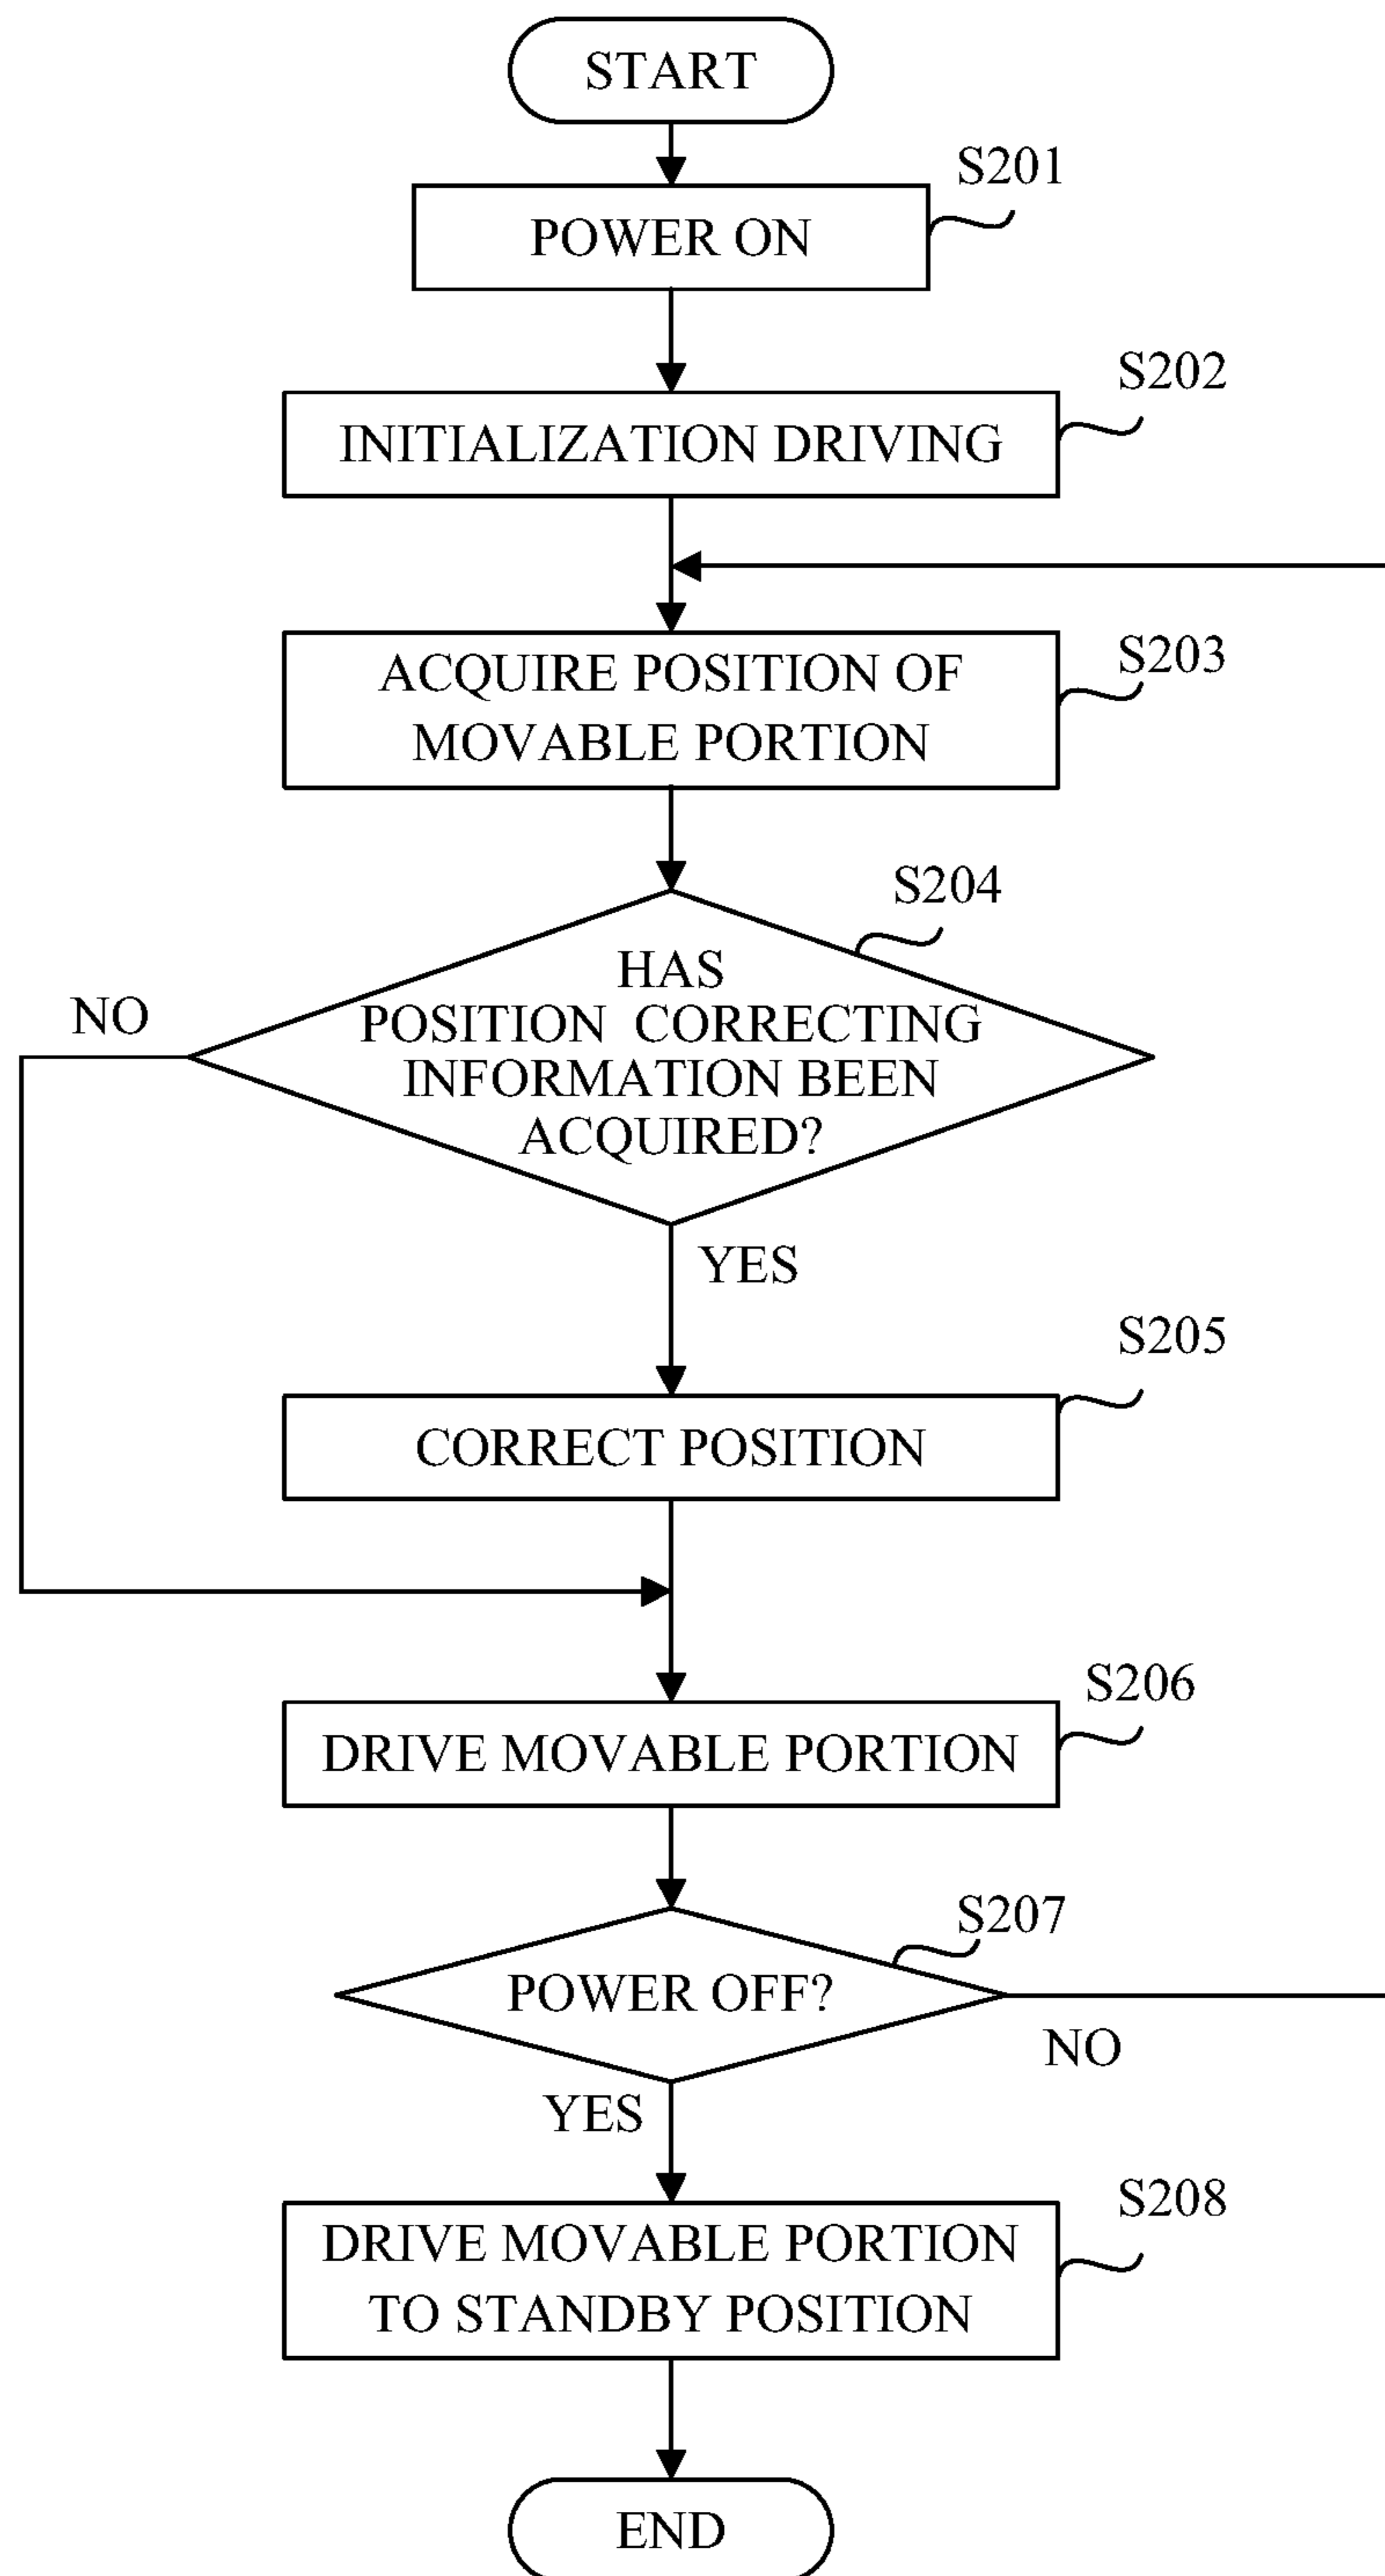 START
S201
POWER ON
S202
INITIALIZATION DRIVING
S203
ACQUIRE POSITION OF
MOVABLE PORTION
S204
HAS
POSITION CORRECTING
INFORMATION BEEN
ACQUIRED?
NO
YES
S205
CORRECT POSITION
S206
DRIVE MOVABLE PORTION
S207
POWER OFF?
NO
YES
S208
DRIVE MOVABLE PORTION
TO STANDBY POSITION
END